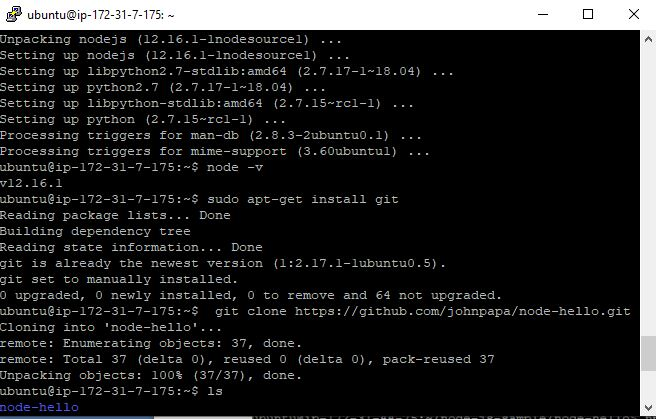 ubuntu@ip-172-31-7-175: ~
Unpacking nodejs (12.16.1-1nodesource1) ...
Setting up nodejs (12.16.1-1nodesource1) ...
Setting up libpython2.7-stdlib:amd64 (2.7.17-1~18.04) ...
Setting up python2.7 (2.7.17-1~18.04) ...
Setting up libpython-stdlib:amd64 (2.7.15~rc1-1) ...
Setting up python (2.7.15~rc1-1) ...
Processing triggers for man-db (2.8.3-2ubuntu0.1) ...
Processing triggers for mime-support (3.60ubuntu1) ...
ubuntu@ip-172-31-7-175:~$ node -v
v12.16.1
ubuntu@ip-172-31-7-175:~$ sudo apt-get install git
Reading package lists... Done
Building dependency tree
Reading state information... Done
git is already the newest version (1:2.17.1-1ubuntu0.5).
git set to manually installed.
0 upgraded, 0 newly installed, 0 to remove and 64 not upgraded.
ubuntu@ip-172-31-7-175:~$  git clone https://github.com/johnpapa/node-hello.git
Cloning into 'node-hello'...
remote: Enumerating objects: 37, done.
remote: Total 37 (delta 0), reused 0 (delta 0), pack-reused 37
Unpacking objects: 100% (37/37), done.
ubuntu@ip-172-31-7-175:~$ ls
node-hello